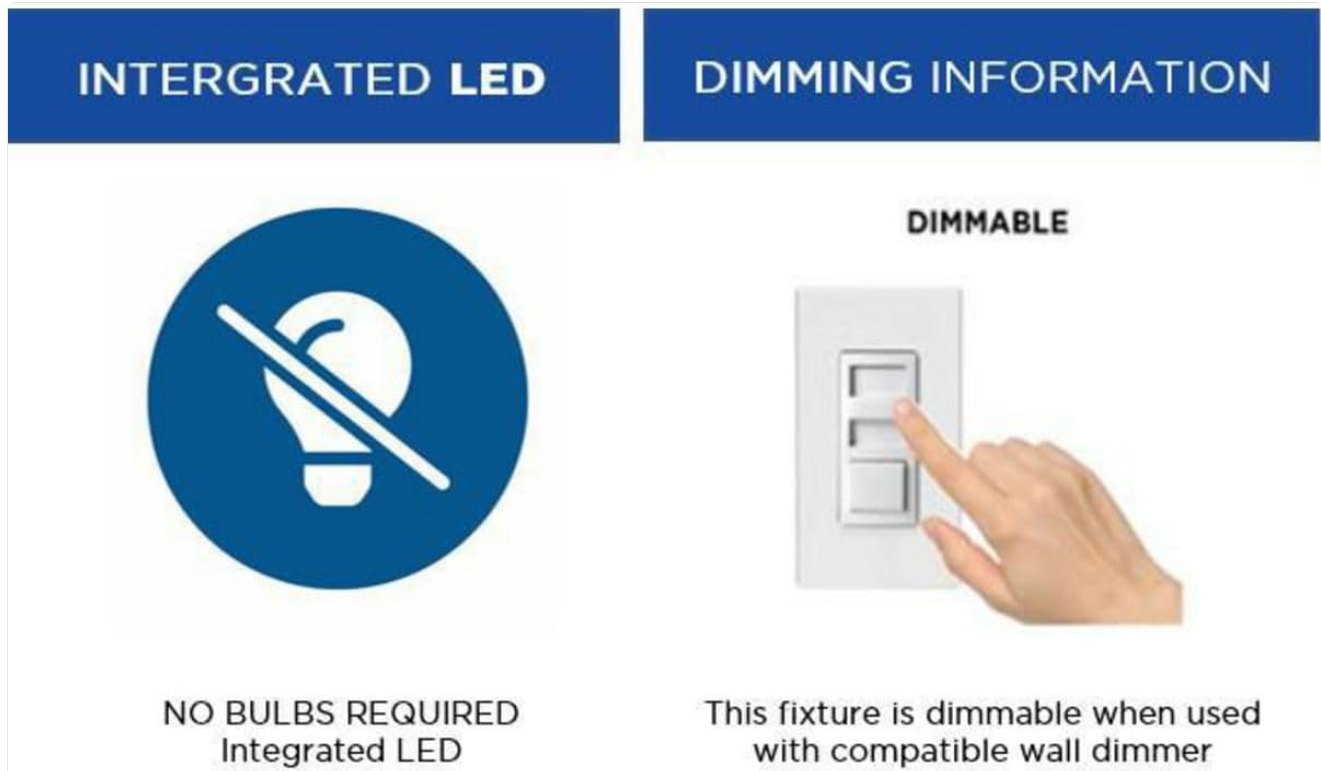 INTERGRATED LED
NO BULBS REQUIRED
Integrated LED
DIMMING INFORMATION
DIMMABLE
This fixture is dimmable when used
with compatible wall dimmer